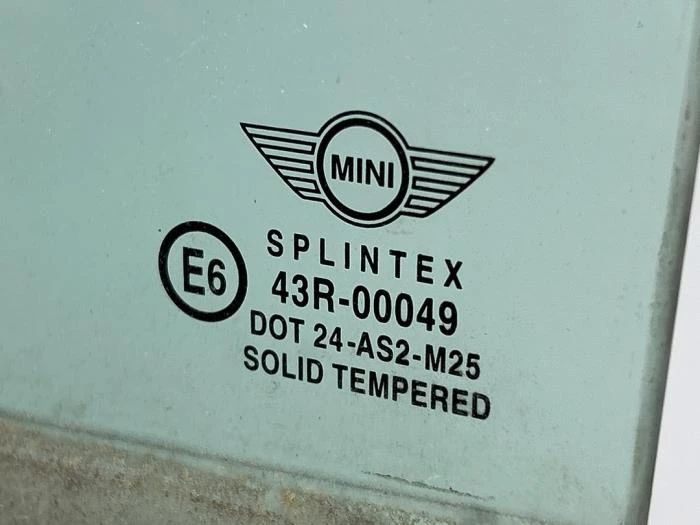 MINI
SPLINTEX
E6
43R-00049
DOT 24-AS2-M25
SOLID TEMPERED